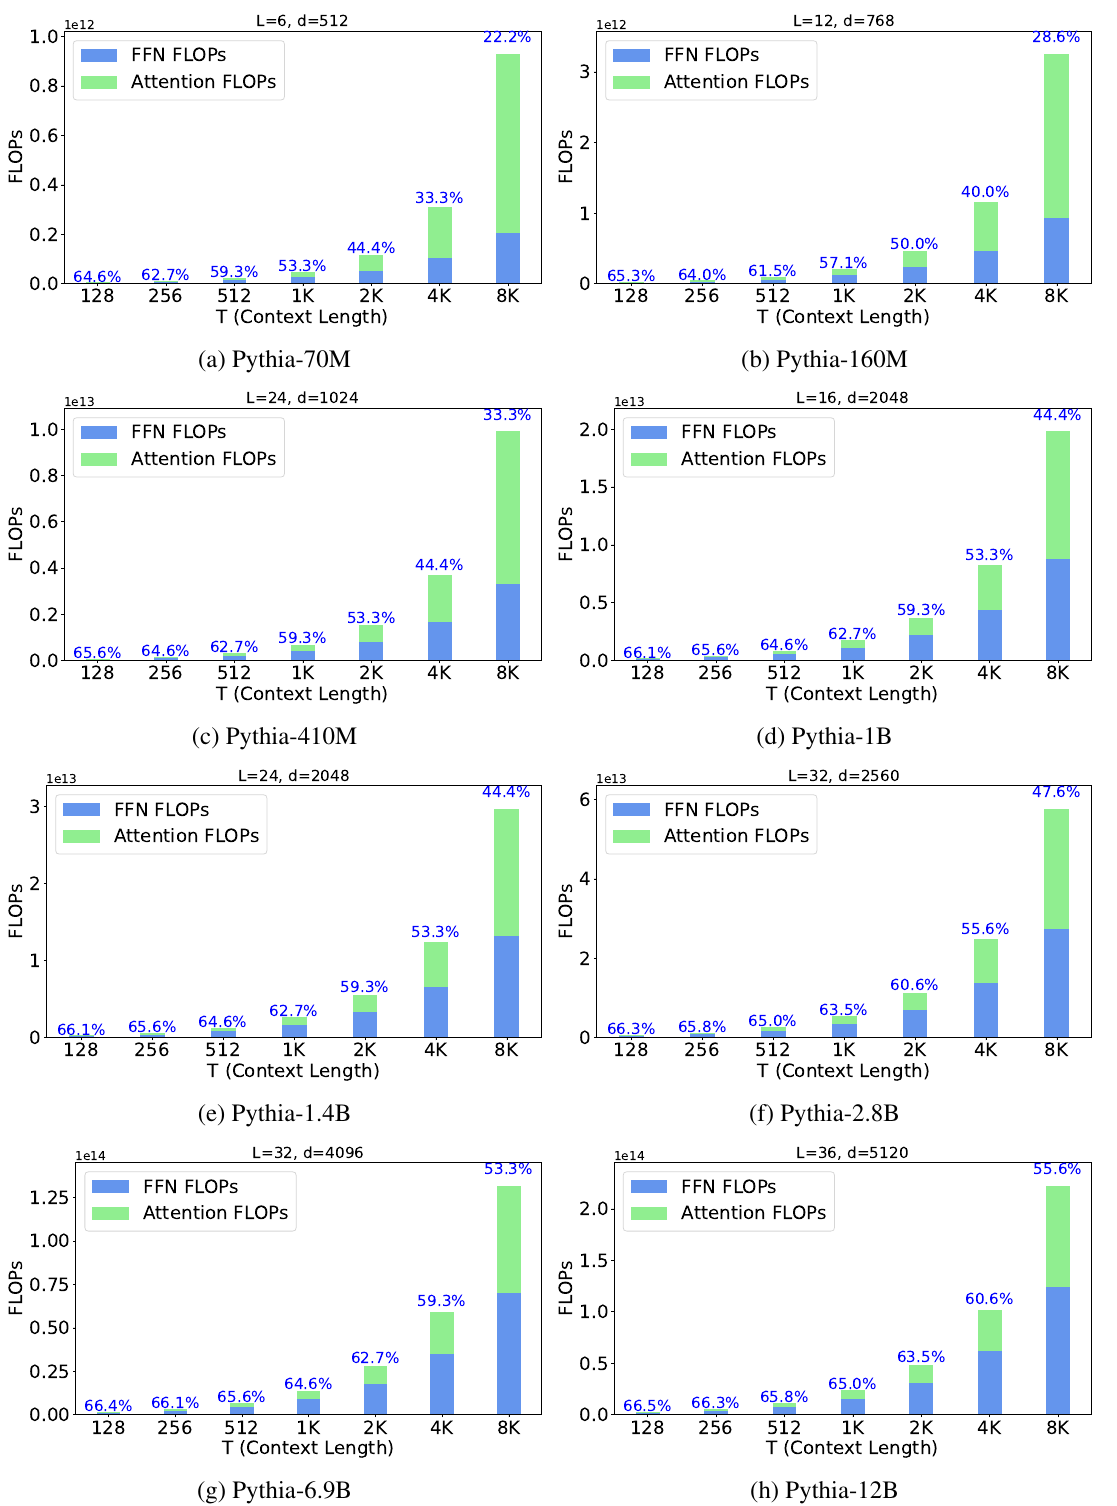 L=6, d=512
1e12
FFN FLOPs
Attention FLOPs
FLOPs
1.0
0.8
0.6
0.4
0.2
0.0
64.6% 62.7% 59.3% 53.3% 44.4% 33.3% 22.2%
128 256 512 1K 2K 4K 8K
T (Context Length)
(a) Pythia-70M
L=12, d=768
1e12
FFN FLOPs
Attention FLOPs
FLOPs
3
2
1
0
65.3% 64.0% 61.5% 57.1% 50.0% 40.0% 28.6%
128 256 512 1K 2K 4K 8K
T (Context Length)
(b) Pythia-160M
L=24, d=1024
1e13
FFN FLOPs
Attention FLOPs
FLOPs
1.0
0.8
0.6
0.4
0.2
0.0
65.6% 64.6% 62.7% 59.3% 53.3% 44.4% 33.3%
128 256 512 1K 2K 4K 8K
T (Context Length)
(c) Pythia-410M
L=16, d=2048
1e13
FFN FLOPs
Attention FLOPs
FLOPs
2.0
1.5
1.0
0.5
0.0
66.1% 65.6% 64.6% 62.7% 59.3% 53.3% 44.4%
128 256 512 1K 2K 4K 8K
T (Context Length)
(d) Pythia-1B
L=24, d=2048
1e13
FFN FLOPs
Attention FLOPs
FLOPs
3
2
1
0
66.1% 65.6% 64.6% 62.7% 59.3% 53.3% 44.4%
128 256 512 1K 2K 4K 8K
T (Context Length)
(e) Pythia-1.4B
L=32, d=2560
1e13
FFN FLOPs
Attention FLOPs
FLOPs
6
4
2
0
66.3% 65.8% 65.0% 63.5% 60.6% 55.6% 47.6%
128 256 512 1K 2K 4K 8K
T (Context Length)
(f) Pythia-2.8B
L=32, d=4096
1e14
FFN FLOPs
Attention FLOPs
FLOPs
1.25
1.00
0.75
0.50
0.25
0.00
66.4% 66.1% 65.6% 64.6% 62.7% 59.3% 53.3%
128 256 512 1K 2K 4K 8K
T (Context Length)
(g) Pythia-6.9B
L=36, d=5120
1e14
FFN FLOPs
Attention FLOPs
FLOPs
2.0
1.5
1.0
0.5
0.0
66.5% 66.3% 65.8% 65.0% 63.5% 60.6% 55.6%
128 256 512 1K 2K 4K 8K
T (Context Length)
(h) Pythia-12B